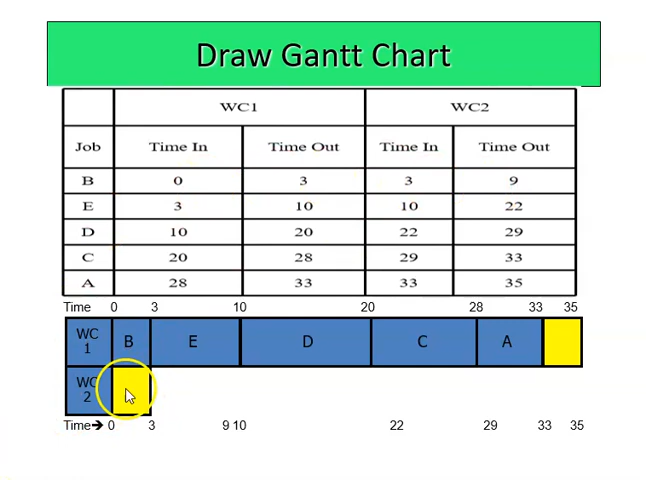 Draw Gantt Chart
WC1 WC2
Job Time In Time Out Time In Time Out
B 0 3 3 9
E 3 10 10 22
D 10 20 22 29
C 20 28 29 33
A 28 33 33 35
Time 0 3 10 20 28 33 35
WC 1 B E D C A
WC 2
Time→ 0 3 9 10 22 29 33 35